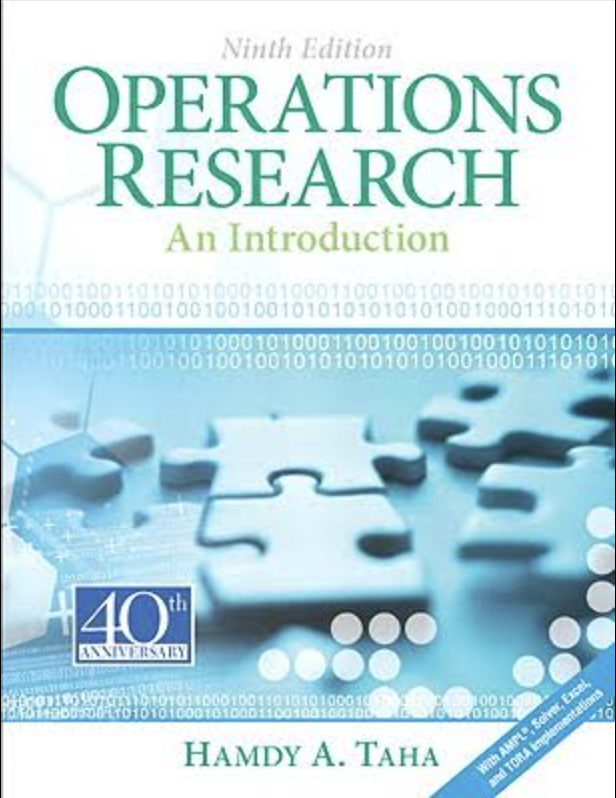 Ninth Edition
OPERATIONS
RESEARCH
An Introduction
40th
ANNIVERSARY
With AMPL®, Solver, Excel,
and TORA Implementations
HAMDY A. TAHA